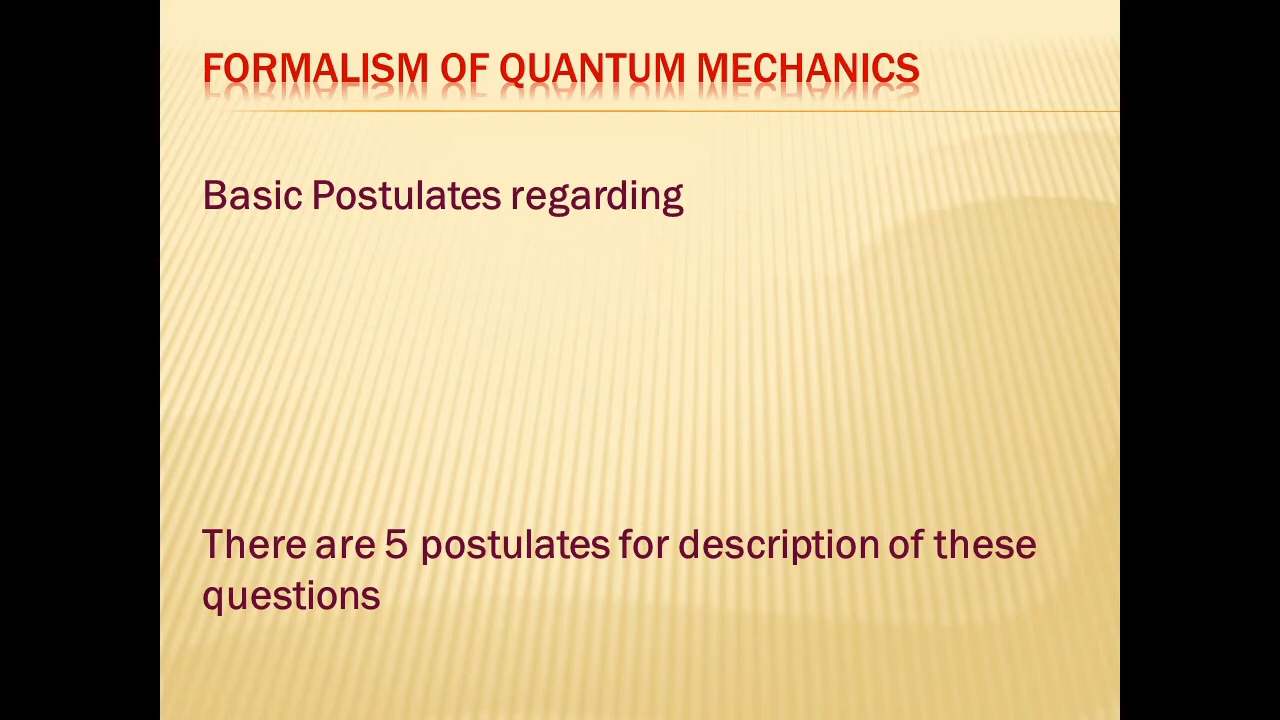 FORMALISM OF QUANTUM MECHANICS
Basic Postulates regarding
There are 5 postulates for description of these
questions